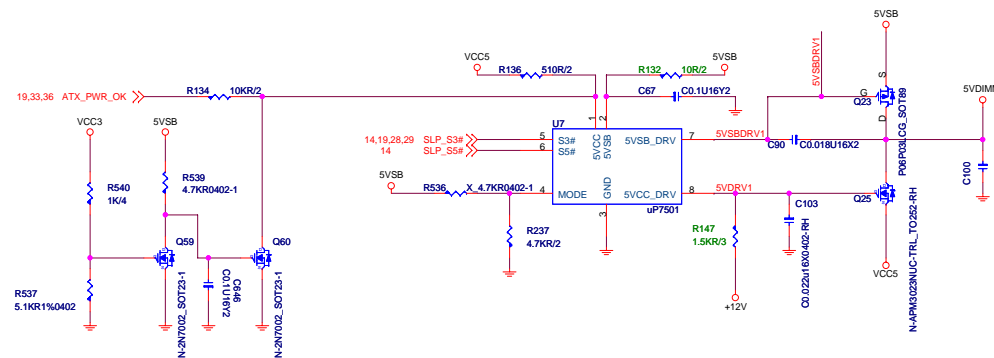 5VSB
VCC5
R136
510R/2
5VSB
R132
10R/2
5VSBDRV1
S
G
Q23
D
P06P03LCG_SOT89
5VDIMM
19,33,36
ATX_PWR_OK
R134
10KR/2
C67
C0.1U16Y2
VCC3
5VSB
U7
1
2
14,19,28,29
SLP_S3#
5
S3#
5VCC
5VSB
5VSB_DRV
7
5VSBDRV1
14
SLP_S5#
6
S5#
C90
C0.018U16X2
C100
R540
1K/4
R539
4.7KR0402-1
5VSB
R536
X_4.7KR0402-1
4
MODE
GND
5VCC_DRV
8
5VDRV1
Q25
3
uP7501
C103
C0.022u16X0402-RH
R237
4.7KR/2
R147
1.5KR/3
N-APM3023NUC-TRL_TO252-RH
Q59
Q60
VCC5
R537
5.1KR1%0402
N-2N7002_SOT23-1
C646
C0.1U16Y2
N-2N7002_SOT23-1
+12V